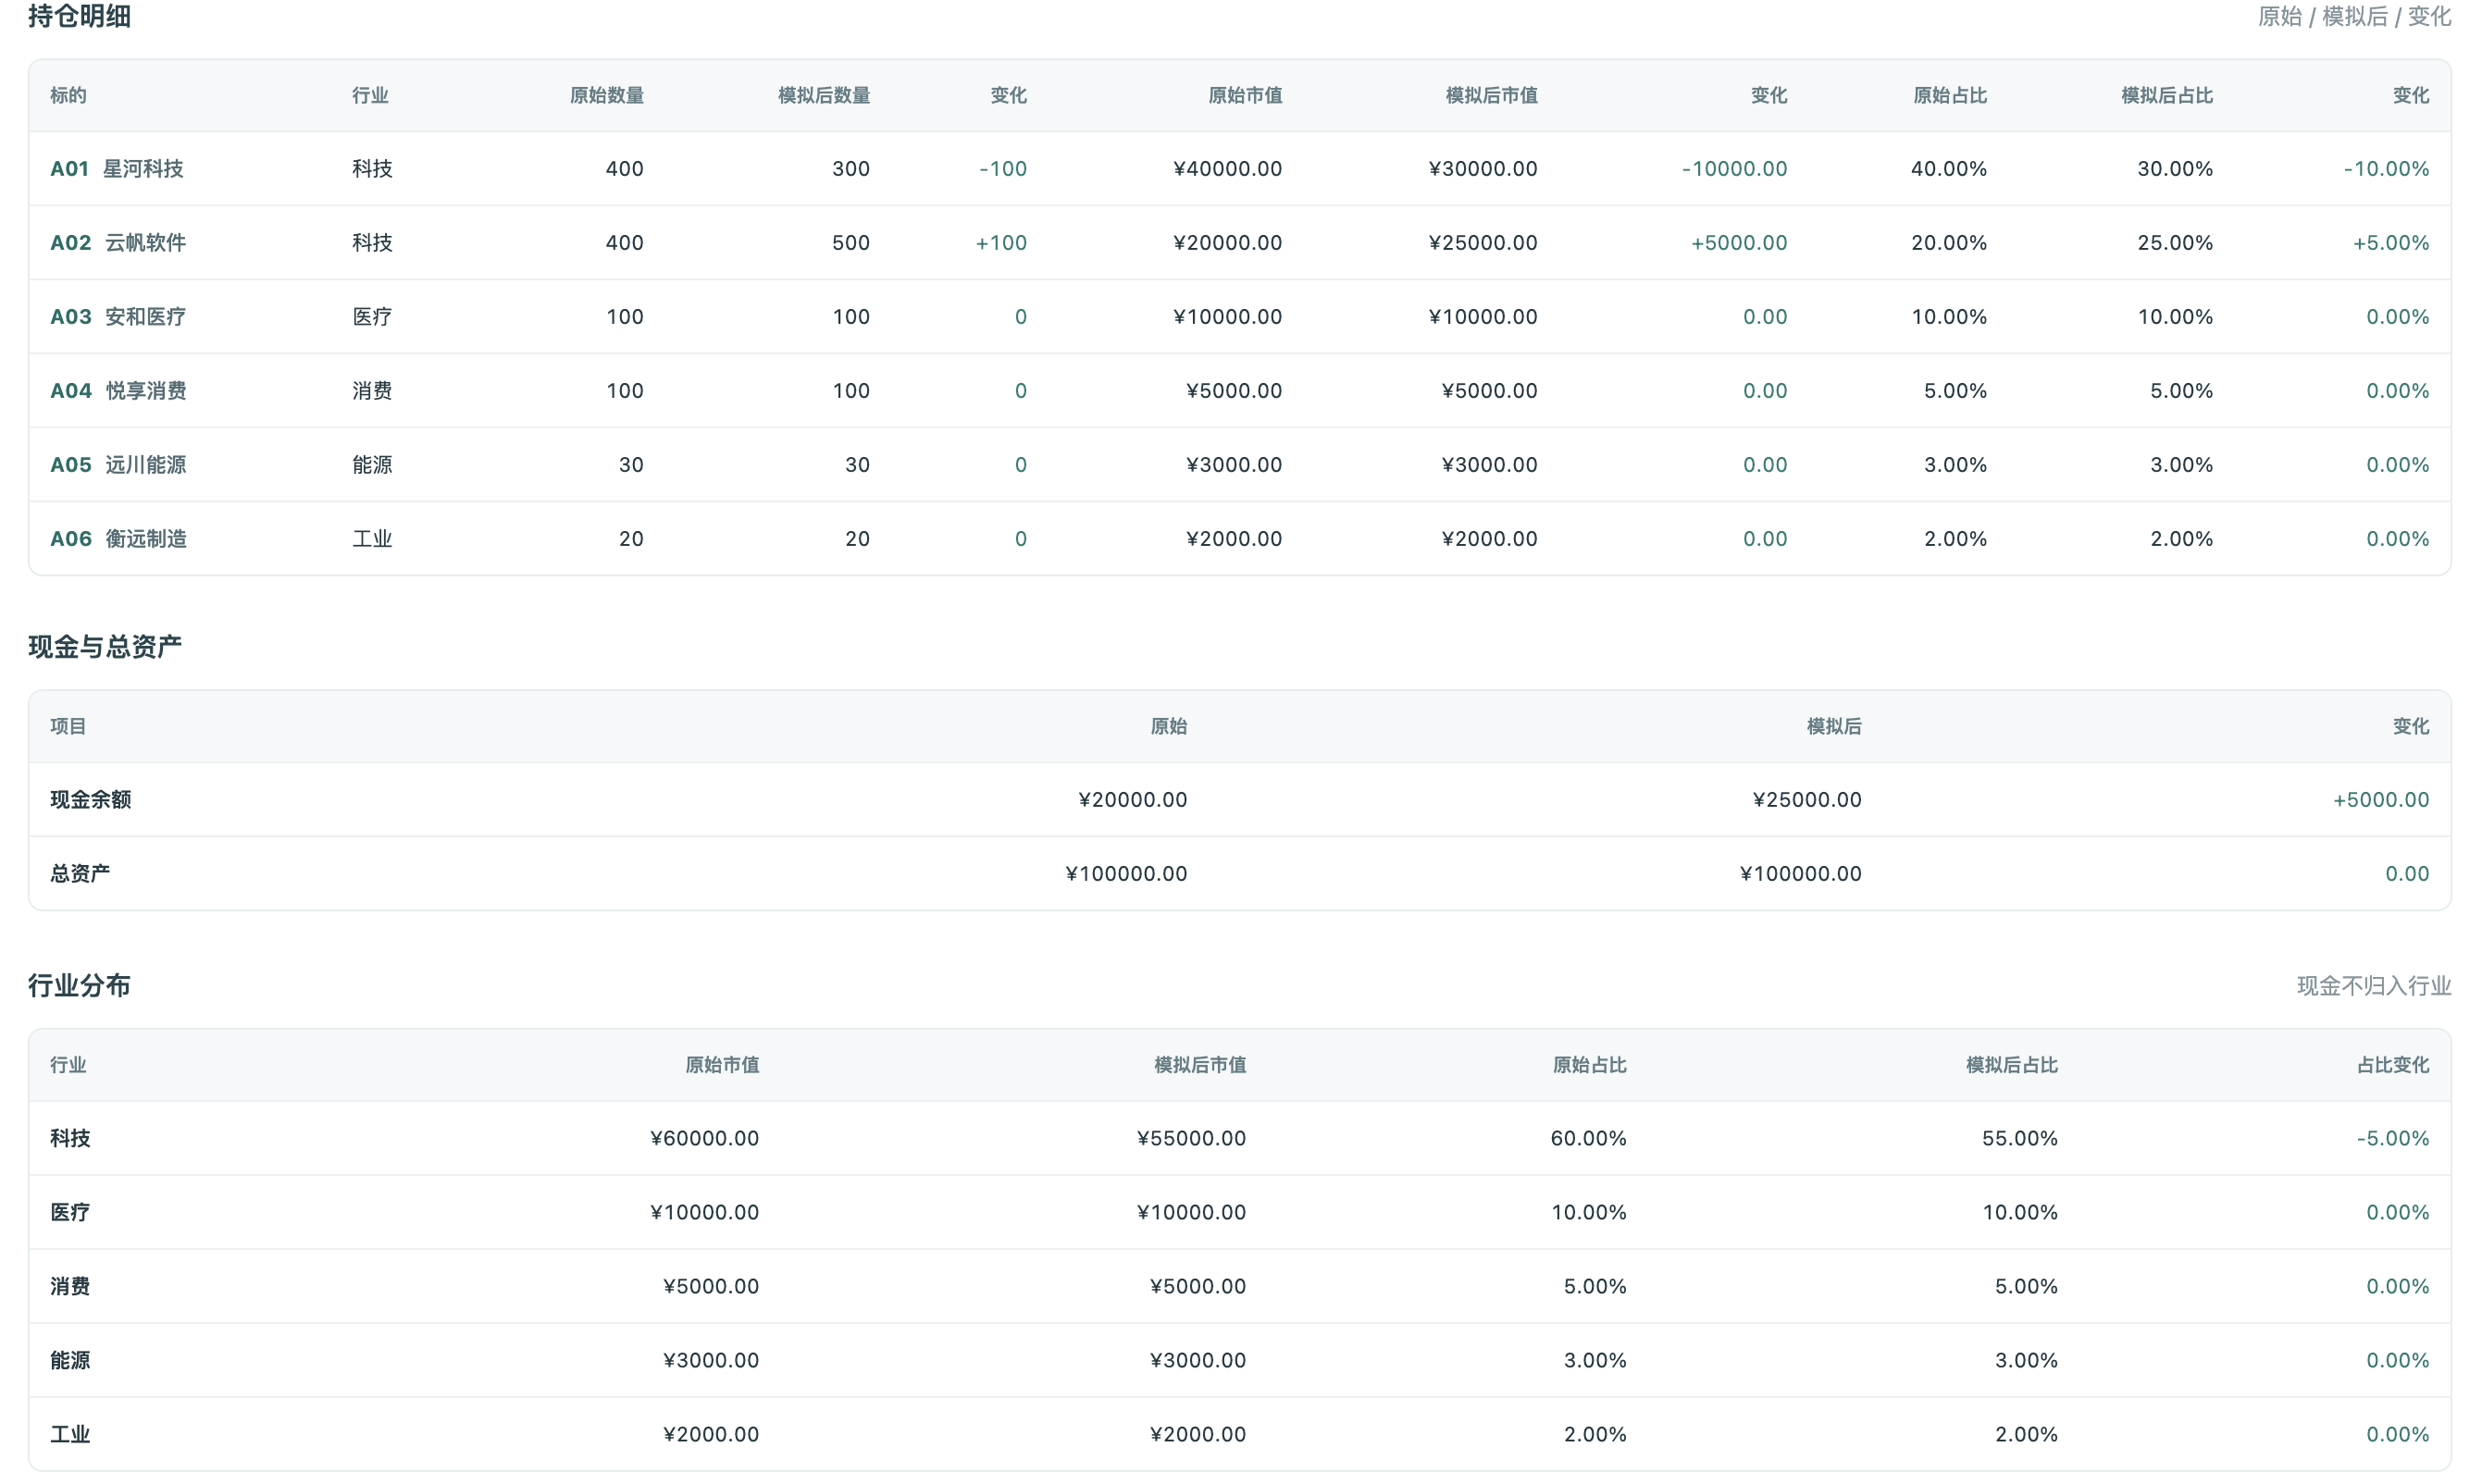 持仓明细 原始 / 模拟后 / 变化
标的 行业 原始数量 模拟后数量 变化 原始市值 模拟后市值 变化 原始占比 模拟后占比 变化
A01 星河科技 科技 400 300 -100 ¥40000.00 ¥30000.00 -10000.00 40.00% 30.00% -10.00%
A02 云帆软件 科技 400 500 +100 ¥20000.00 ¥25000.00 +5000.00 20.00% 25.00% +5.00%
A03 安和医疗 医疗 100 100 0 ¥10000.00 ¥10000.00 0.00 10.00% 10.00% 0.00%
A04 悦享消费 消费 100 100 0 ¥5000.00 ¥5000.00 0.00 5.00% 5.00% 0.00%
A05 远川能源 能源 30 30 0 ¥3000.00 ¥3000.00 0.00 3.00% 3.00% 0.00%
A06 衡远制造 工业 20 20 0 ¥2000.00 ¥2000.00 0.00 2.00% 2.00% 0.00%
现金与总资产
项目 原始 模拟后 变化
现金余额 ¥20000.00 ¥25000.00 +5000.00
总资产 ¥100000.00 ¥100000.00 0.00
行业分布 现金不归入行业
行业 原始市值 模拟后市值 原始占比 模拟后占比 占比变化
科技 ¥60000.00 ¥55000.00 60.00% 55.00% -5.00%
医疗 ¥10000.00 ¥10000.00 10.00% 10.00% 0.00%
消费 ¥5000.00 ¥5000.00 5.00% 5.00% 0.00%
能源 ¥3000.00 ¥3000.00 3.00% 3.00% 0.00%
工业 ¥2000.00 ¥2000.00 2.00% 2.00% 0.00%